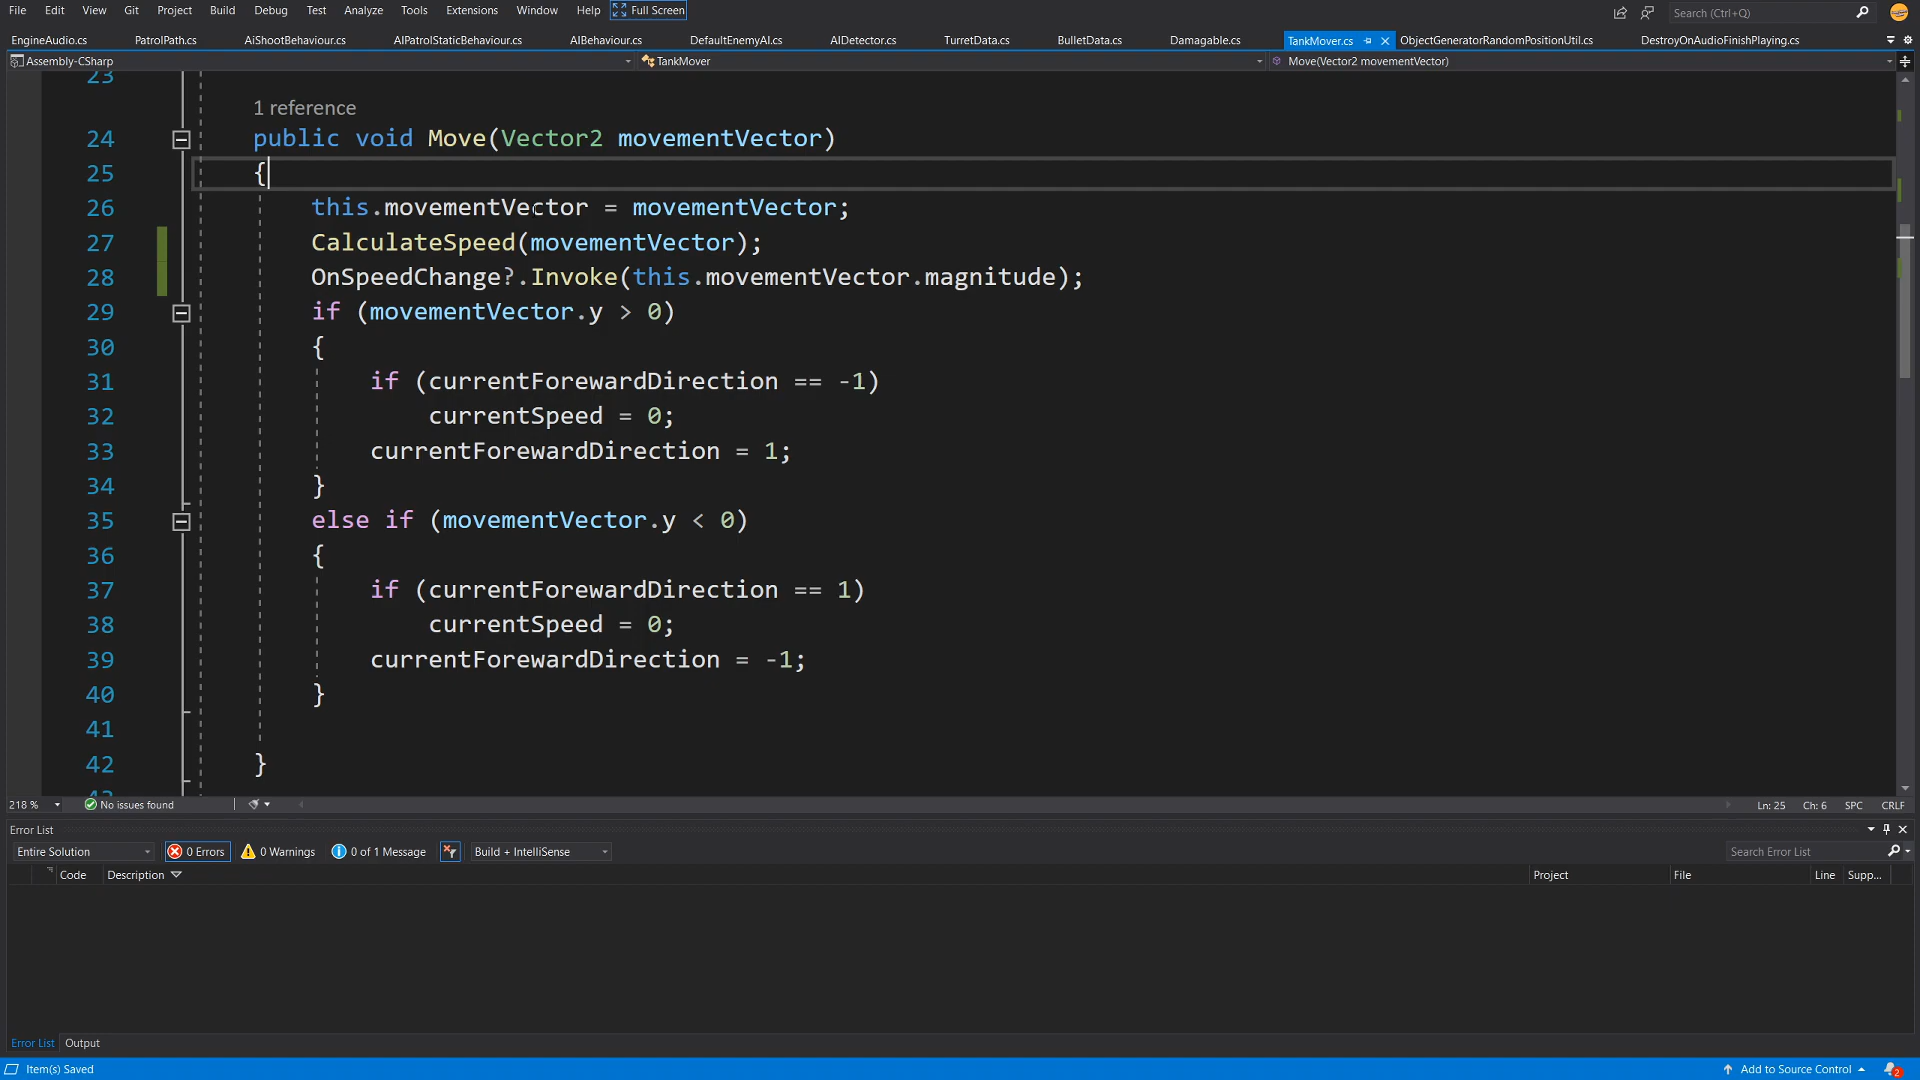 File Edit View Git Project Build Debug Test Analyze Tools Extensions Window Help Full Screen Search (Ctrl+Q)
EngineAudio.cs PatrolPath.cs AiShootBehaviour.cs AIPatrolStaticBehaviour.cs AIBehaviour.cs DefaultEnemyAI.cs AIDetector.cs TurretData.cs BulletData.cs Damagable.cs TankMover.cs ObjectGeneratorRandomPositionUtil.cs DestroyOnAudioFinishPlaying.cs
Assembly-CSharp TankMover Move(Vector2 movementVector)
23
1 reference
24 public void Move(Vector2 movementVector)
25 {
26 this.movementVector = movementVector;
27 CalculateSpeed(movementVector);
28 OnSpeedChange?.Invoke(this.movementVector.magnitude);
29 if (movementVector.y > 0)
30 {
31 if (currentForewardDirection == -1)
32 currentSpeed = 0;
33 currentForewardDirection = 1;
34 }
35 else if (movementVector.y < 0)
36 {
37 if (currentForewardDirection == 1)
38 currentSpeed = 0;
39 currentForewardDirection = -1;
40 }
41
42 }
43
218 % No issues found Ln: 25 Ch: 6 SPC CRLF
Error List
Entire Solution 0 Errors 0 Warnings 0 of 1 Message Build + IntelliSense Search Error List
Code Description Project File Line Supp...
Error List Output
Item(s) Saved Add to Source Control 2